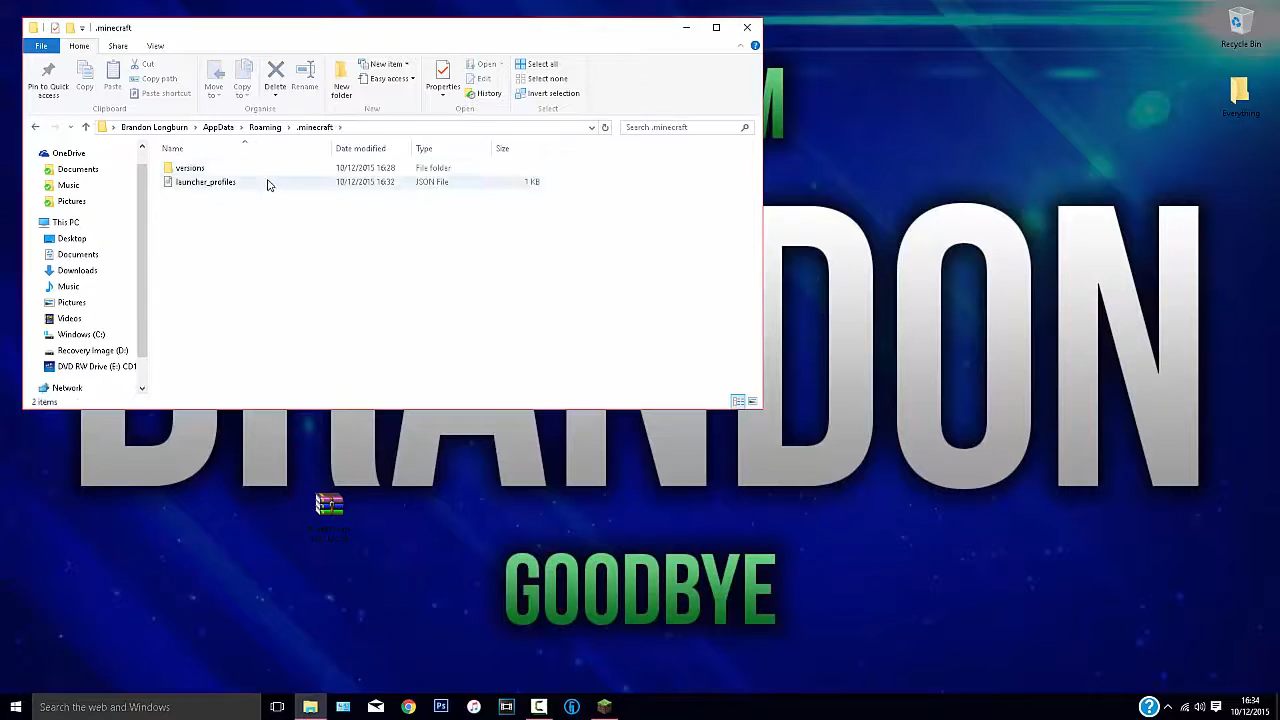 .minecraft
File Home Share View
Pin to Quick access
Copy
Paste
Cut
Copy path
Paste shortcut
Clipboard
Move to
Copy to
Delete
Rename
Organise
New folder
New item
Easy access
New
Properties
Open
Edit
History
Open
Select all
Select none
Invert selection
Select
Brandon Longburn AppData Roaming .minecraft
Search .minecraft
Name Date modified Type Size
versions 10/12/2015 16:28 File folder
launcher_profiles 10/12/2015 16:32 JSON File 1 KB
OneDrive
Documents
Music
Pictures
This PC
Desktop
Documents
Downloads
Music
Pictures
Videos
Windows (C:)
Recovery Image (D:)
DVD RW Drive (E:) CD1
Network
2 items
Recycle Bin
Everything
M
BRANDON
GOODBYE
Search the web and Windows
16:34
10/12/2015